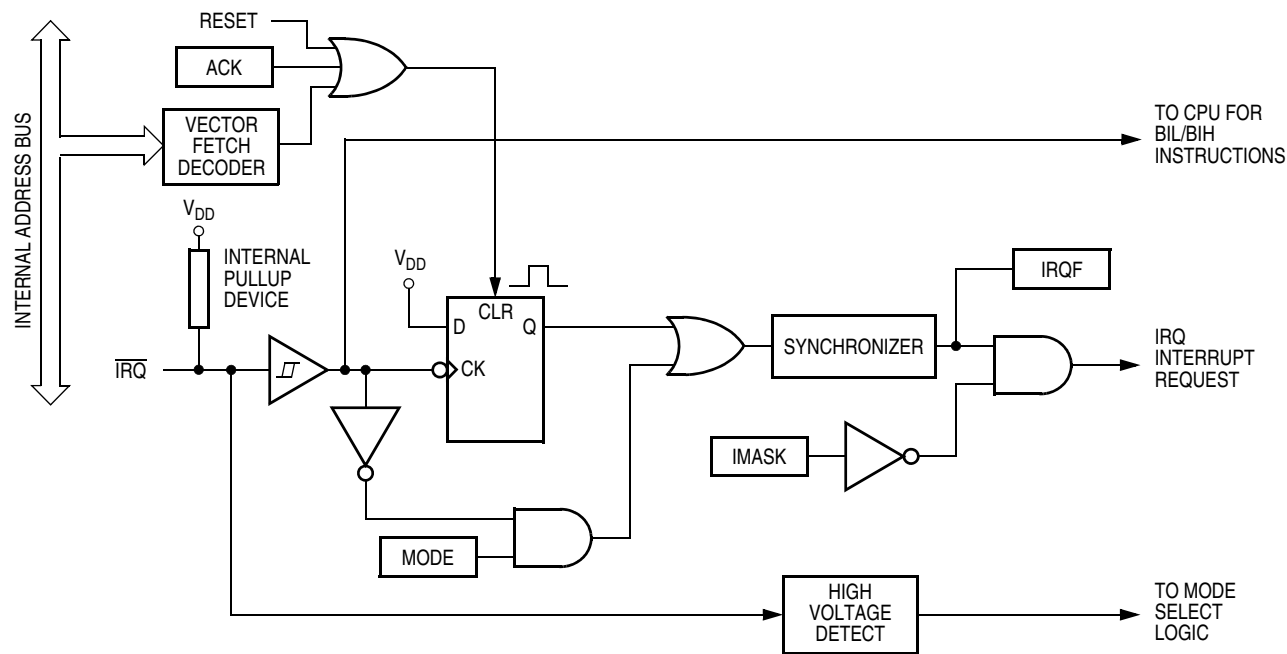 RESET
ACK
VECTOR
FETCH
DECODER
INTERNAL ADDRESS BUS
VDD
INTERNAL
PULLUP
DEVICE
IRQ
VDD
D
CLR
Q
CK
TO CPU FOR
BIL/BIH
INSTRUCTIONS
IRQF
SYNCHRONIZER
IRQ
INTERRUPT
REQUEST
IMASK
MODE
HIGH
VOLTAGE
DETECT
TO MODE
SELECT
LOGIC